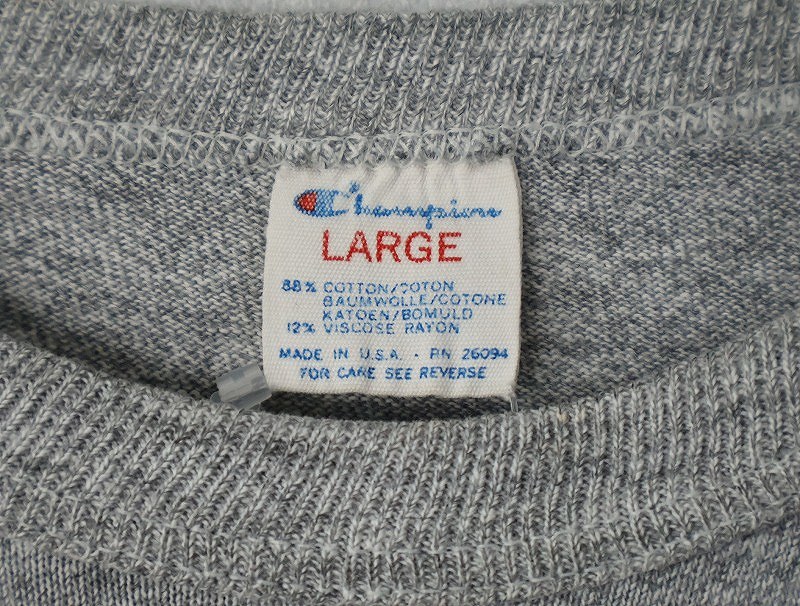 Champion
LARGE
88% COTTON/COTON
BAUMWOLLE/COTONE
KATOEN/BOMULD
12% VISCOSE RAYON
MADE IN U.S.A. - RN 26094
FOR CARE SEE REVERSE